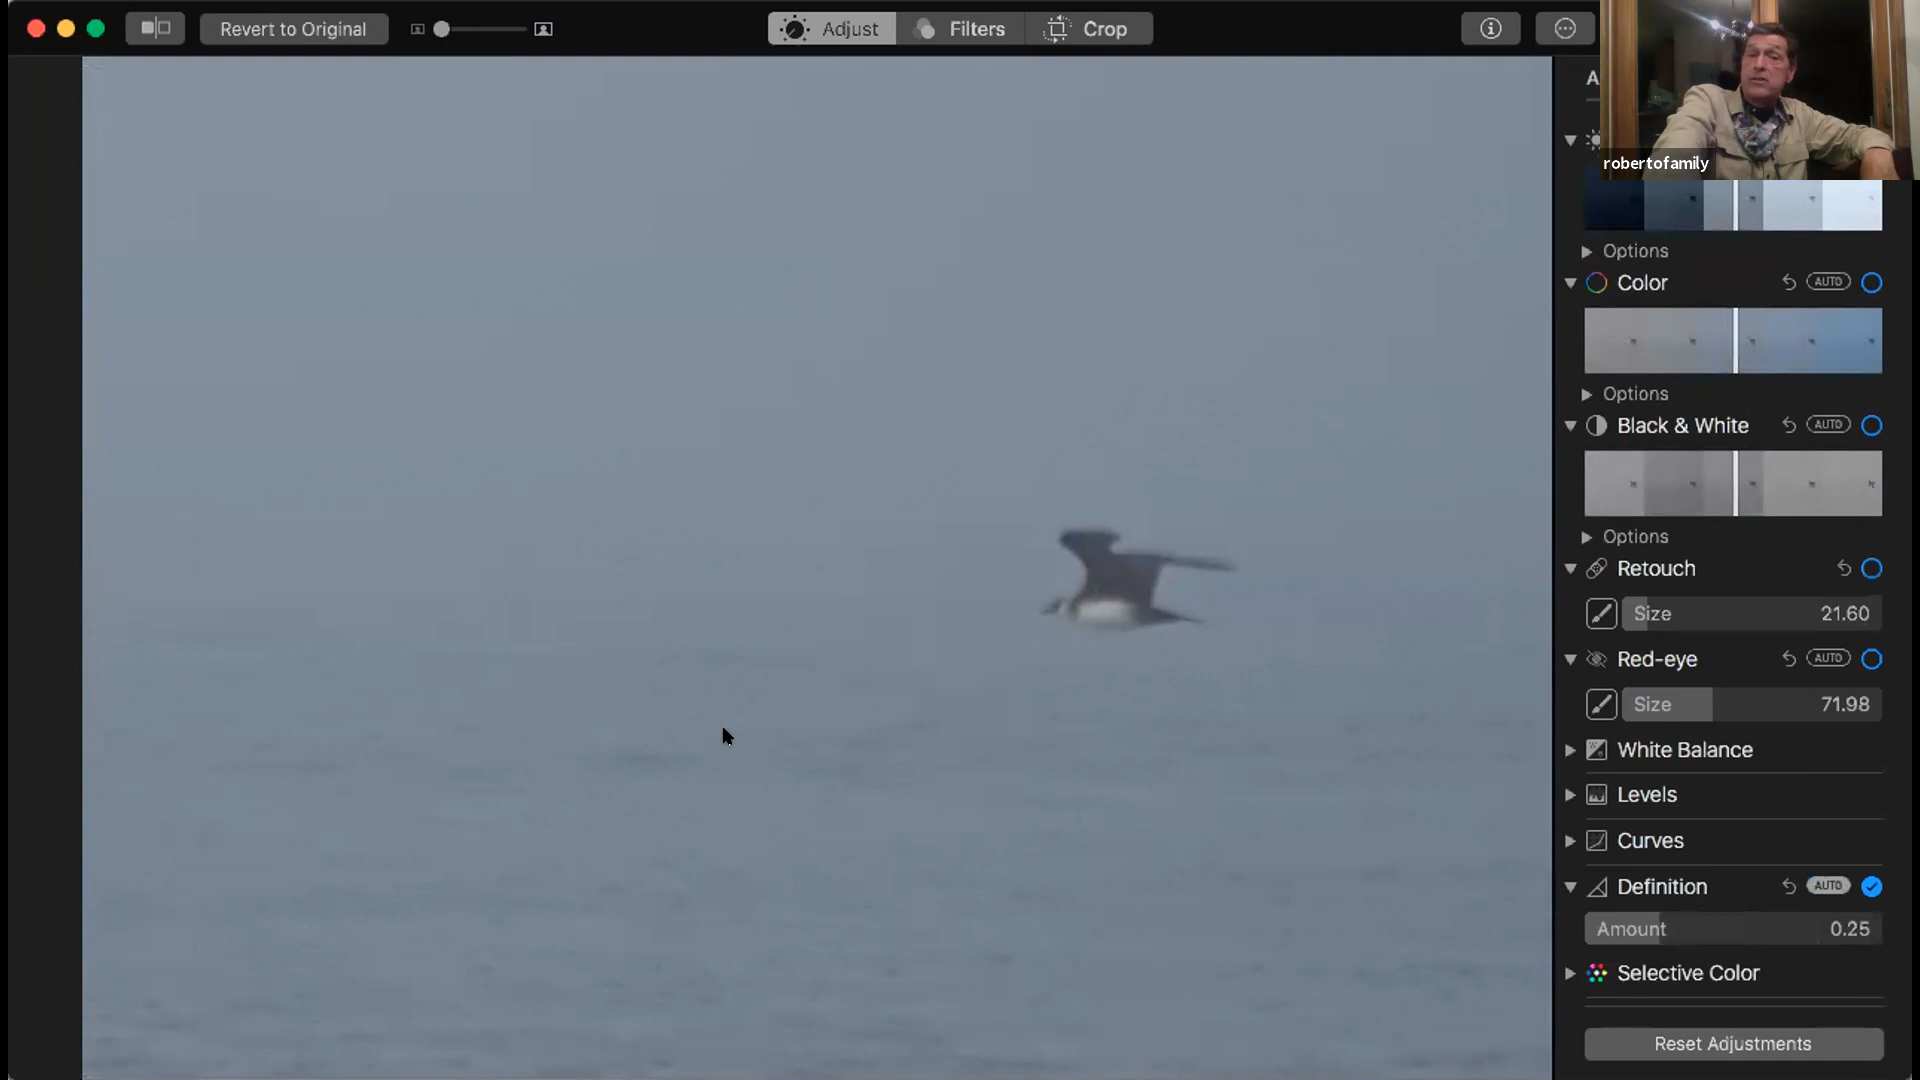 Revert to Original
Adjust
Filters
Crop
A
robertofamily
Options
Color
AUTO
Options
Black & White
AUTO
Options
Retouch
Size
21.60
Red-eye
AUTO
Size
71.98
White Balance
Levels
Curves
Definition
AUTO
Amount
0.25
Selective Color
Reset Adjustments